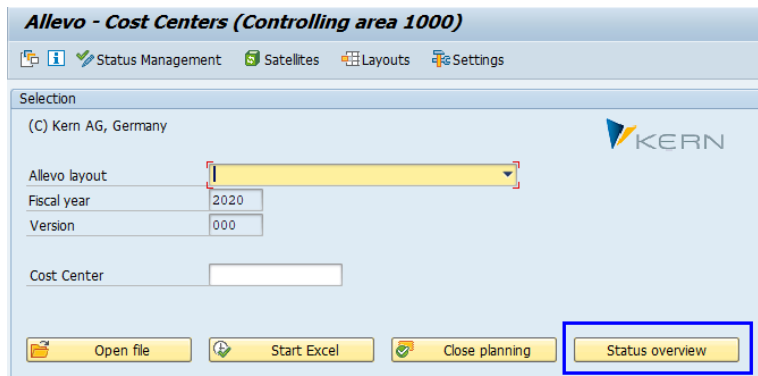 Allevo - Cost Centers (Controlling area 1000)
Status Management Satellites Layouts Settings
Selection
(C) Kern AG, Germany
KERN
Allevo layout
Fiscal year 2020
Version 000
Cost Center
Open file Start Excel Close planning Status overview